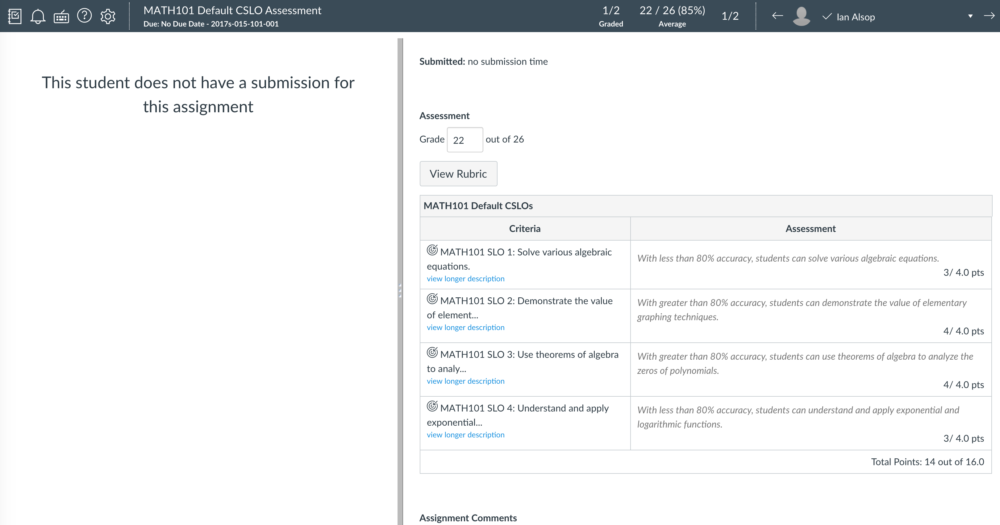 MATH101 Default CSLO Assessment
Due: No Due Date - 2017s-015-101-001
1/2
Graded
22 / 26 (85%)
Average
1/2
Ian Alsop
This student does not have a submission for
this assignment
Submitted: no submission time
Assessment
Grade 22 out of 26
View Rubric
MATH101 Default CSLOs
Criteria
Assessment
MATH101 SLO 1: Solve various algebraic
equations.
view longer description
With less than 80% accuracy, students can solve various algebraic equations.
3/ 4.0 pts
MATH101 SLO 2: Demonstrate the value
of element...
view longer description
With greater than 80% accuracy, students can demonstrate the value of elementary
graphing techniques.
4/ 4.0 pts
MATH101 SLO 3: Use theorems of algebra
to analy...
view longer description
With greater than 80% accuracy, students can use theorems of algebra to analyze the
zeros of polynomials.
4/ 4.0 pts
MATH101 SLO 4: Understand and apply
exponential...
view longer description
With less than 80% accuracy, students can understand and apply exponential and
logarithmic functions.
3/ 4.0 pts
Total Points: 14 out of 16.0
Assignment Comments